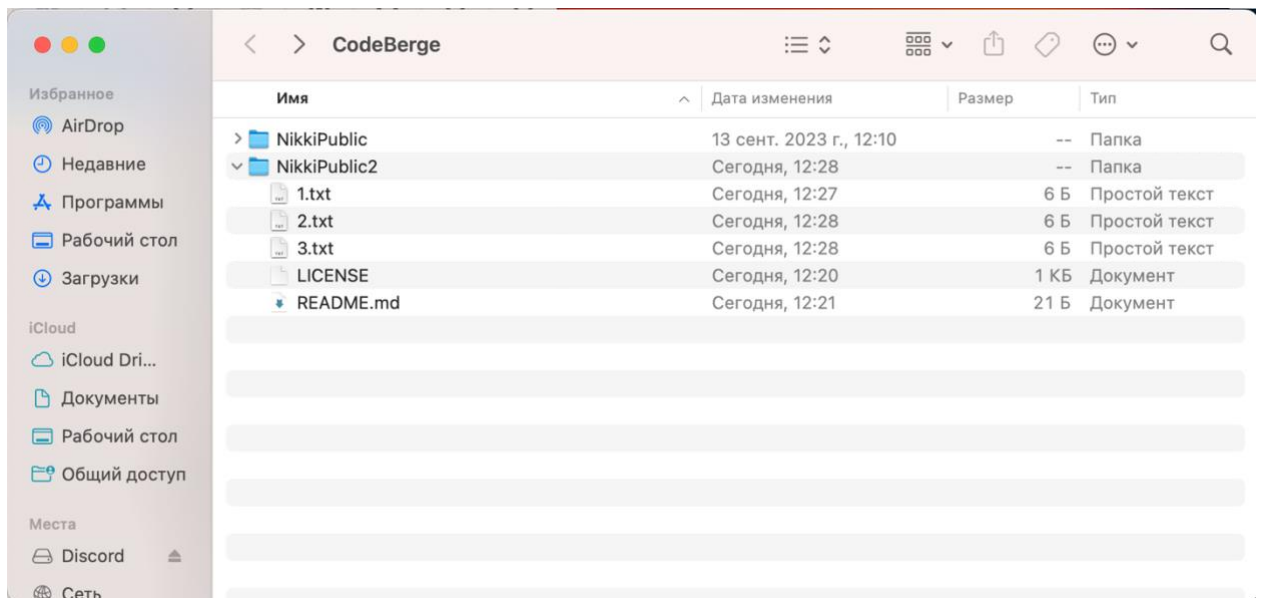 CodeBerge
Избранное
AirDrop
Недавние
Программы
Рабочий стол
Загрузки
iCloud
iCloud Dri...
Документы
Рабочий стол
Общий доступ
Места
Discord
Сеть
Имя Дата изменения Размер Тип
NikkiPublic 13 сент. 2023 г., 12:10 -- Папка
NikkiPublic2 Сегодня, 12:28 -- Папка
1.txt Сегодня, 12:27 6 Б Простой текст
2.txt Сегодня, 12:28 6 Б Простой текст
3.txt Сегодня, 12:28 6 Б Простой текст
LICENSE Сегодня, 12:20 1 КБ Документ
README.md Сегодня, 12:21 21 Б Документ